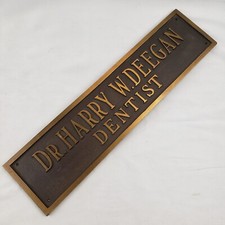 DR. HARRY W. DEEGAN
DENTIST